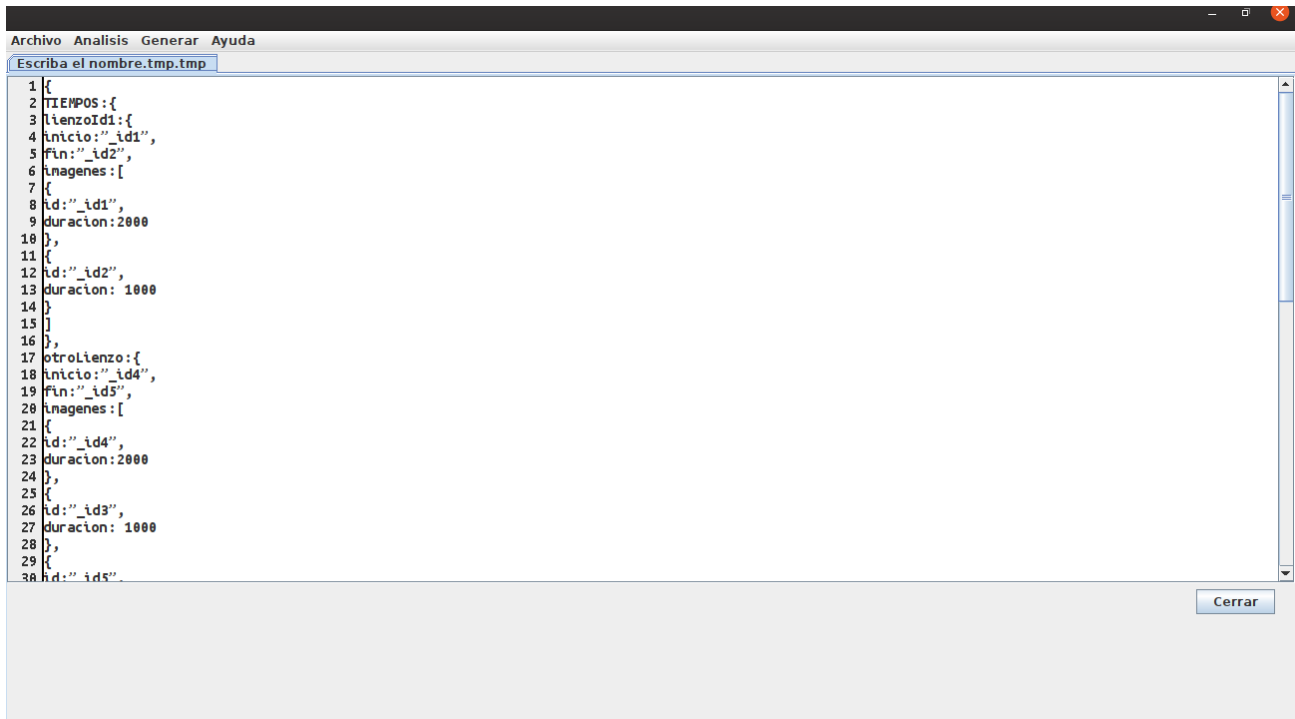 Archivo Analisis Generar Ayuda
Escriba el nombre.tmp.tmp
1 {
2 TIEMPOS:{
3 lienzoId1:{
4 inicio:”_id1”,
5 fin:”_id2”,
6 imagenes:[
7 {
8 id:”_id1”,
9 duracion:2000
10 },
11 {
12 id:”_id2”,
13 duracion: 1000
14 }
15 ]
16 },
17 otroLienzo:{
18 inicio:”_id4”,
19 fin:”_id5”,
20 imagenes:[
21 {
22 id:”_id4”,
23 duracion:2000
24 },
25 {
26 id:”_id3”,
27 duracion: 1000
28 },
29 {
30 id:”_id5”,
Cerrar